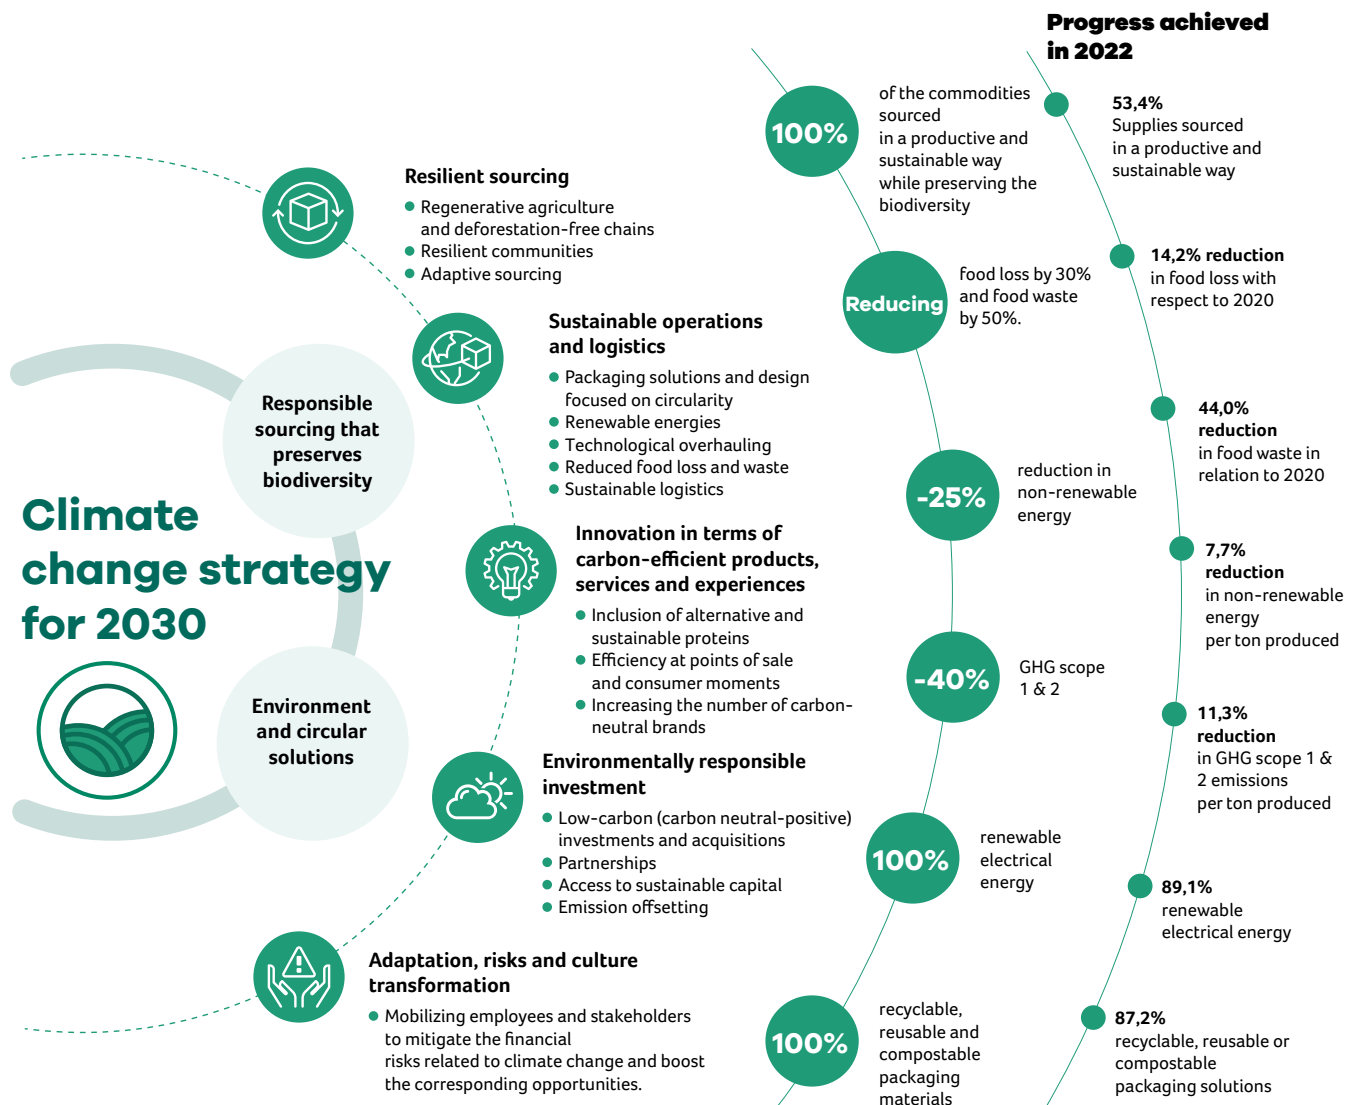 Climate
change strategy
for 2030
Responsible
sourcing that
preserves
biodiversity
Environment
and circular
solutions
Resilient sourcing
Regenerative agriculture
and deforestation-free chains
Resilient communities
Adaptive sourcing
Sustainable operations
and logistics
Packaging solutions and design
focused on circularity
Renewable energies
Technological overhauling
Reduced food loss and waste
Sustainable logistics
Innovation in terms of
carbon-efficient products,
services and experiences
Inclusion of alternative and
sustainable proteins
Efficiency at points of sale
and consumer moments
Increasing the number of carbon-
neutral brands
Environmentally responsible
investment
Low-carbon (carbon neutral-positive)
investments and acquisitions
Partnerships
Access to sustainable capital
Emission offsetting
Adaptation, risks and culture
transformation
Mobilizing employees and stakeholders
to mitigate the financial
risks related to climate change and boost
the corresponding opportunities.
100%
of the commodities
sourced
in a productive and
sustainable way
while preserving the
biodiversity
Reducing
food loss by 30%
and food waste
by 50%.
-25%
reduction in
non-renewable
energy
-40%
GHG scope
1 & 2
100%
renewable
electrical
energy
100%
recyclable,
reusable and
compostable
packaging
materials
Progress achieved
in 2022
53,4%
Supplies sourced
in a productive and
sustainable way
14,2% reduction
in food loss with
respect to 2020
44,0%
reduction
in food waste in
relation to 2020
7,7%
reduction
in non-renewable
energy
per ton produced
11,3%
reduction
in GHG scope 1 &
2 emissions
per ton produced
89,1%
renewable
electrical energy
87,2%
recyclable, reusable or
compostable
packaging solutions